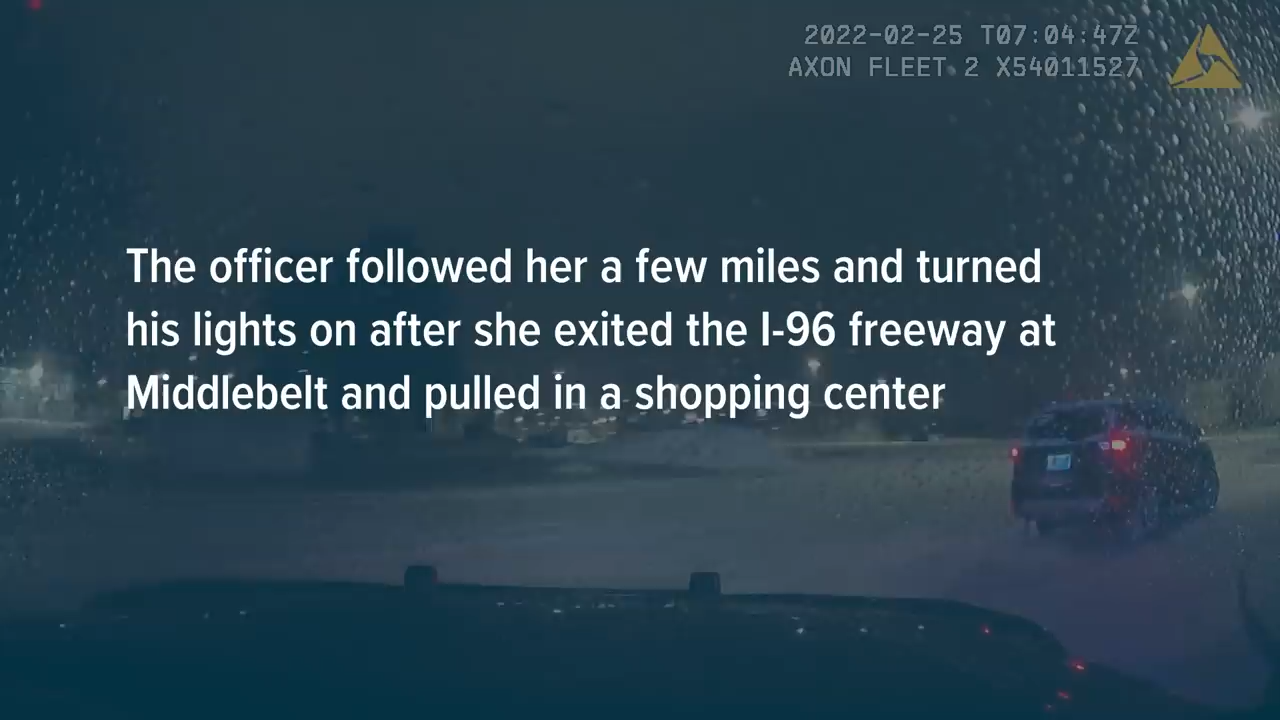 2022-02-25 T07:04:47Z
AXON FLEET 2 X54011527
The officer followed her a few miles and turned
his lights on after she exited the I-96 freeway at
Middlebelt and pulled in a shopping center